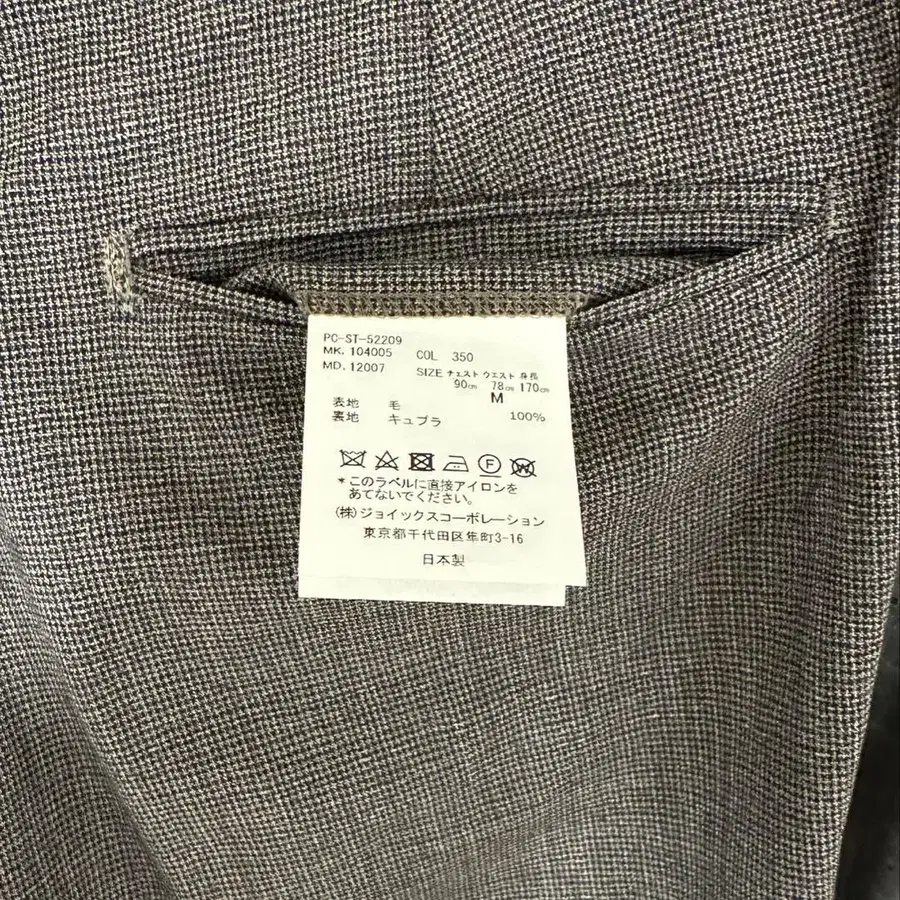 PC-ST-52209
MK. 104005 COL 350
MD. 12007 SIZE チェスト ウエスト 身長
90cm 78cm 170cm
M
表地 毛
裏地 キュプラ 100%
F W
*このラベルに直接アイロンを
あてないでください。
(株)ジョイックスコーポレーション
東京都千代田区隼町3-16
日本製